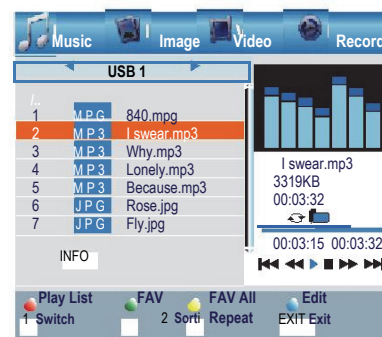 Music Image Video Record
USB 1
/..
1 MPG 840.mpg
2 MP3 I swear.mp3
3 MP3 Why.mp3
4 MP3 Lonely.mp3
5 MP3 Because.mp3
6 JPG Rose.jpg
7 JPG Fly.jpg
I swear.mp3
3319KB
00:03:32
00:03:15 00:03:32
INFO
Play List FAV FAV All Edit
1 Switch 2 Sorti Repeat EXIT Exit